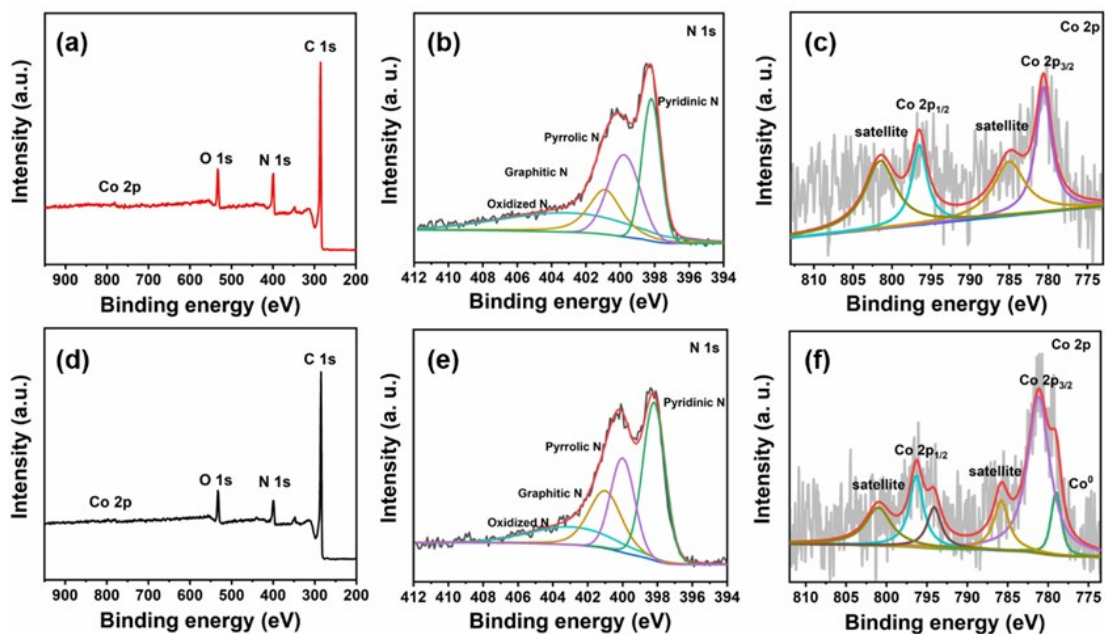 (a)
C 1s
O 1s
N 1s
Co 2p
Intensity (a.u.)
900 800 700 600 500 400 300 200
Binding energy (eV)
(b)
N 1s
Pyridinic N
Pyrrolic N
Graphitic N
Oxidized N
Intensity (a.u.)
412 410 408 406 404 402 400 398 396 394
Binding energy (eV)
(c)
Co 2p
Co 2p3/2
Co 2p1/2
satellite
satellite
Intensity (a.u.)
810 805 800 795 790 785 780 775
Binding energy (eV)
(d)
C 1s
O 1s
N 1s
Co 2p
Intensity (a.u.)
900 800 700 600 500 400 300 200
Binding energy (eV)
(e)
N 1s
Pyridinic N
Pyrrolic N
Graphitic N
Oxidized N
Intensity (a. u.)
412 410 408 406 404 402 400 398 396 394
Binding energy (eV)
(f)
Co 2p
Co 2p3/2
Co 2p1/2
satellite
satellite
Co⁰
Intensity (a. u.)
810 805 800 795 790 785 780 775
Binding energy (eV)